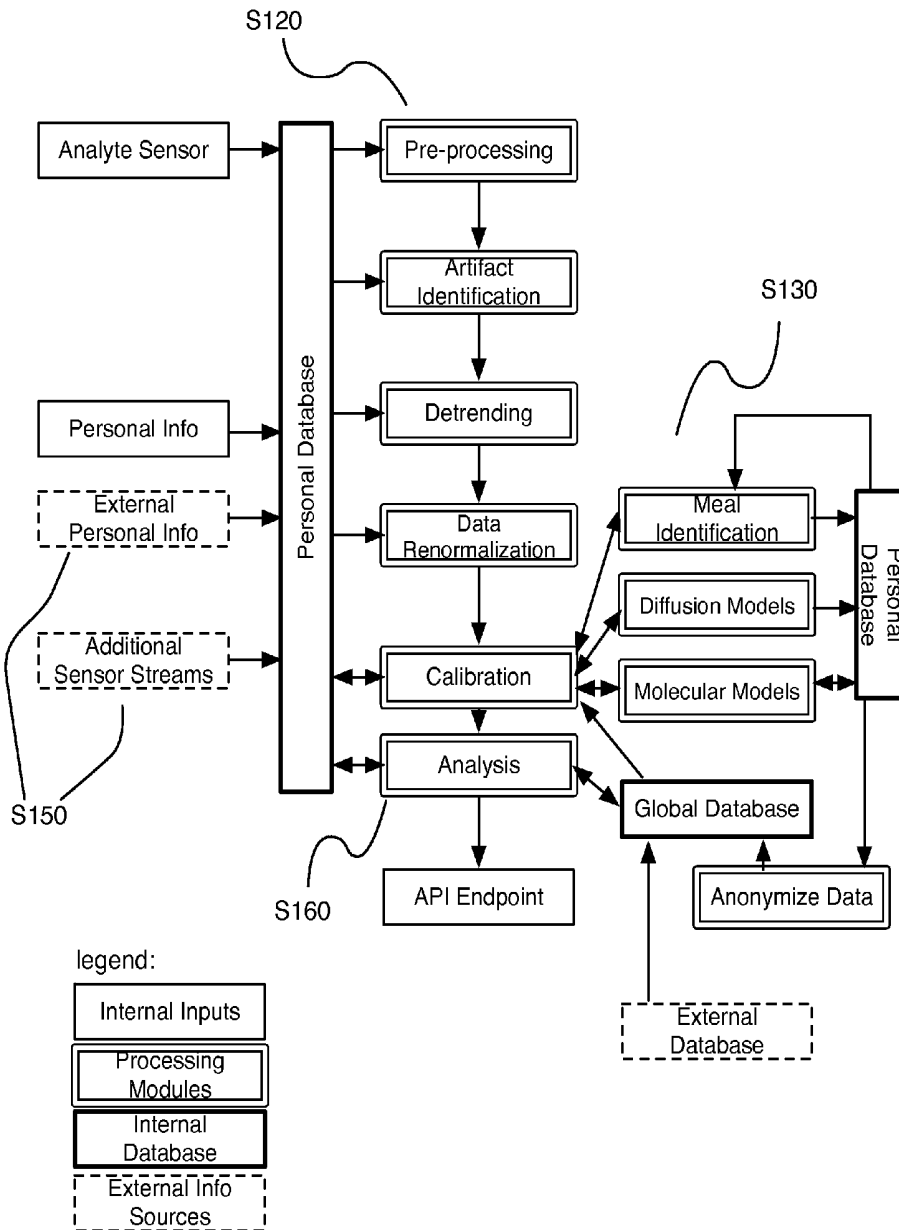 S120
Analyte Sensor
Pre-processing
Artifact
Identification
S130
Personal Database
Personal Info
Detrending
External
Personal Info
Data
Renormalization
Meal
Identification
Personal
Database
Diffusion Models
Additional
Sensor Streams
Calibration
Molecular Models
Analysis
S150
Global Database
S160
API Endpoint
Anonymize Data
legend:
Internal Inputs
External
Database
Processing
Modules
Internal
Database
External Info
Sources